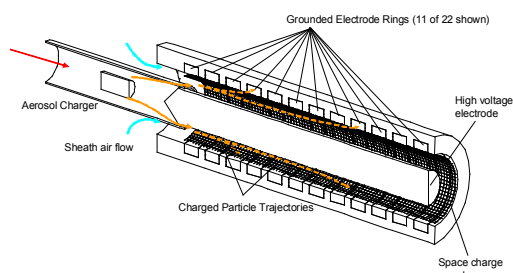 Grounded Electrode Rings (11 of 22 shown)
Aerosol Charger
High voltage
electrode
Sheath air flow
Charged Particle Trajectories
Space charge